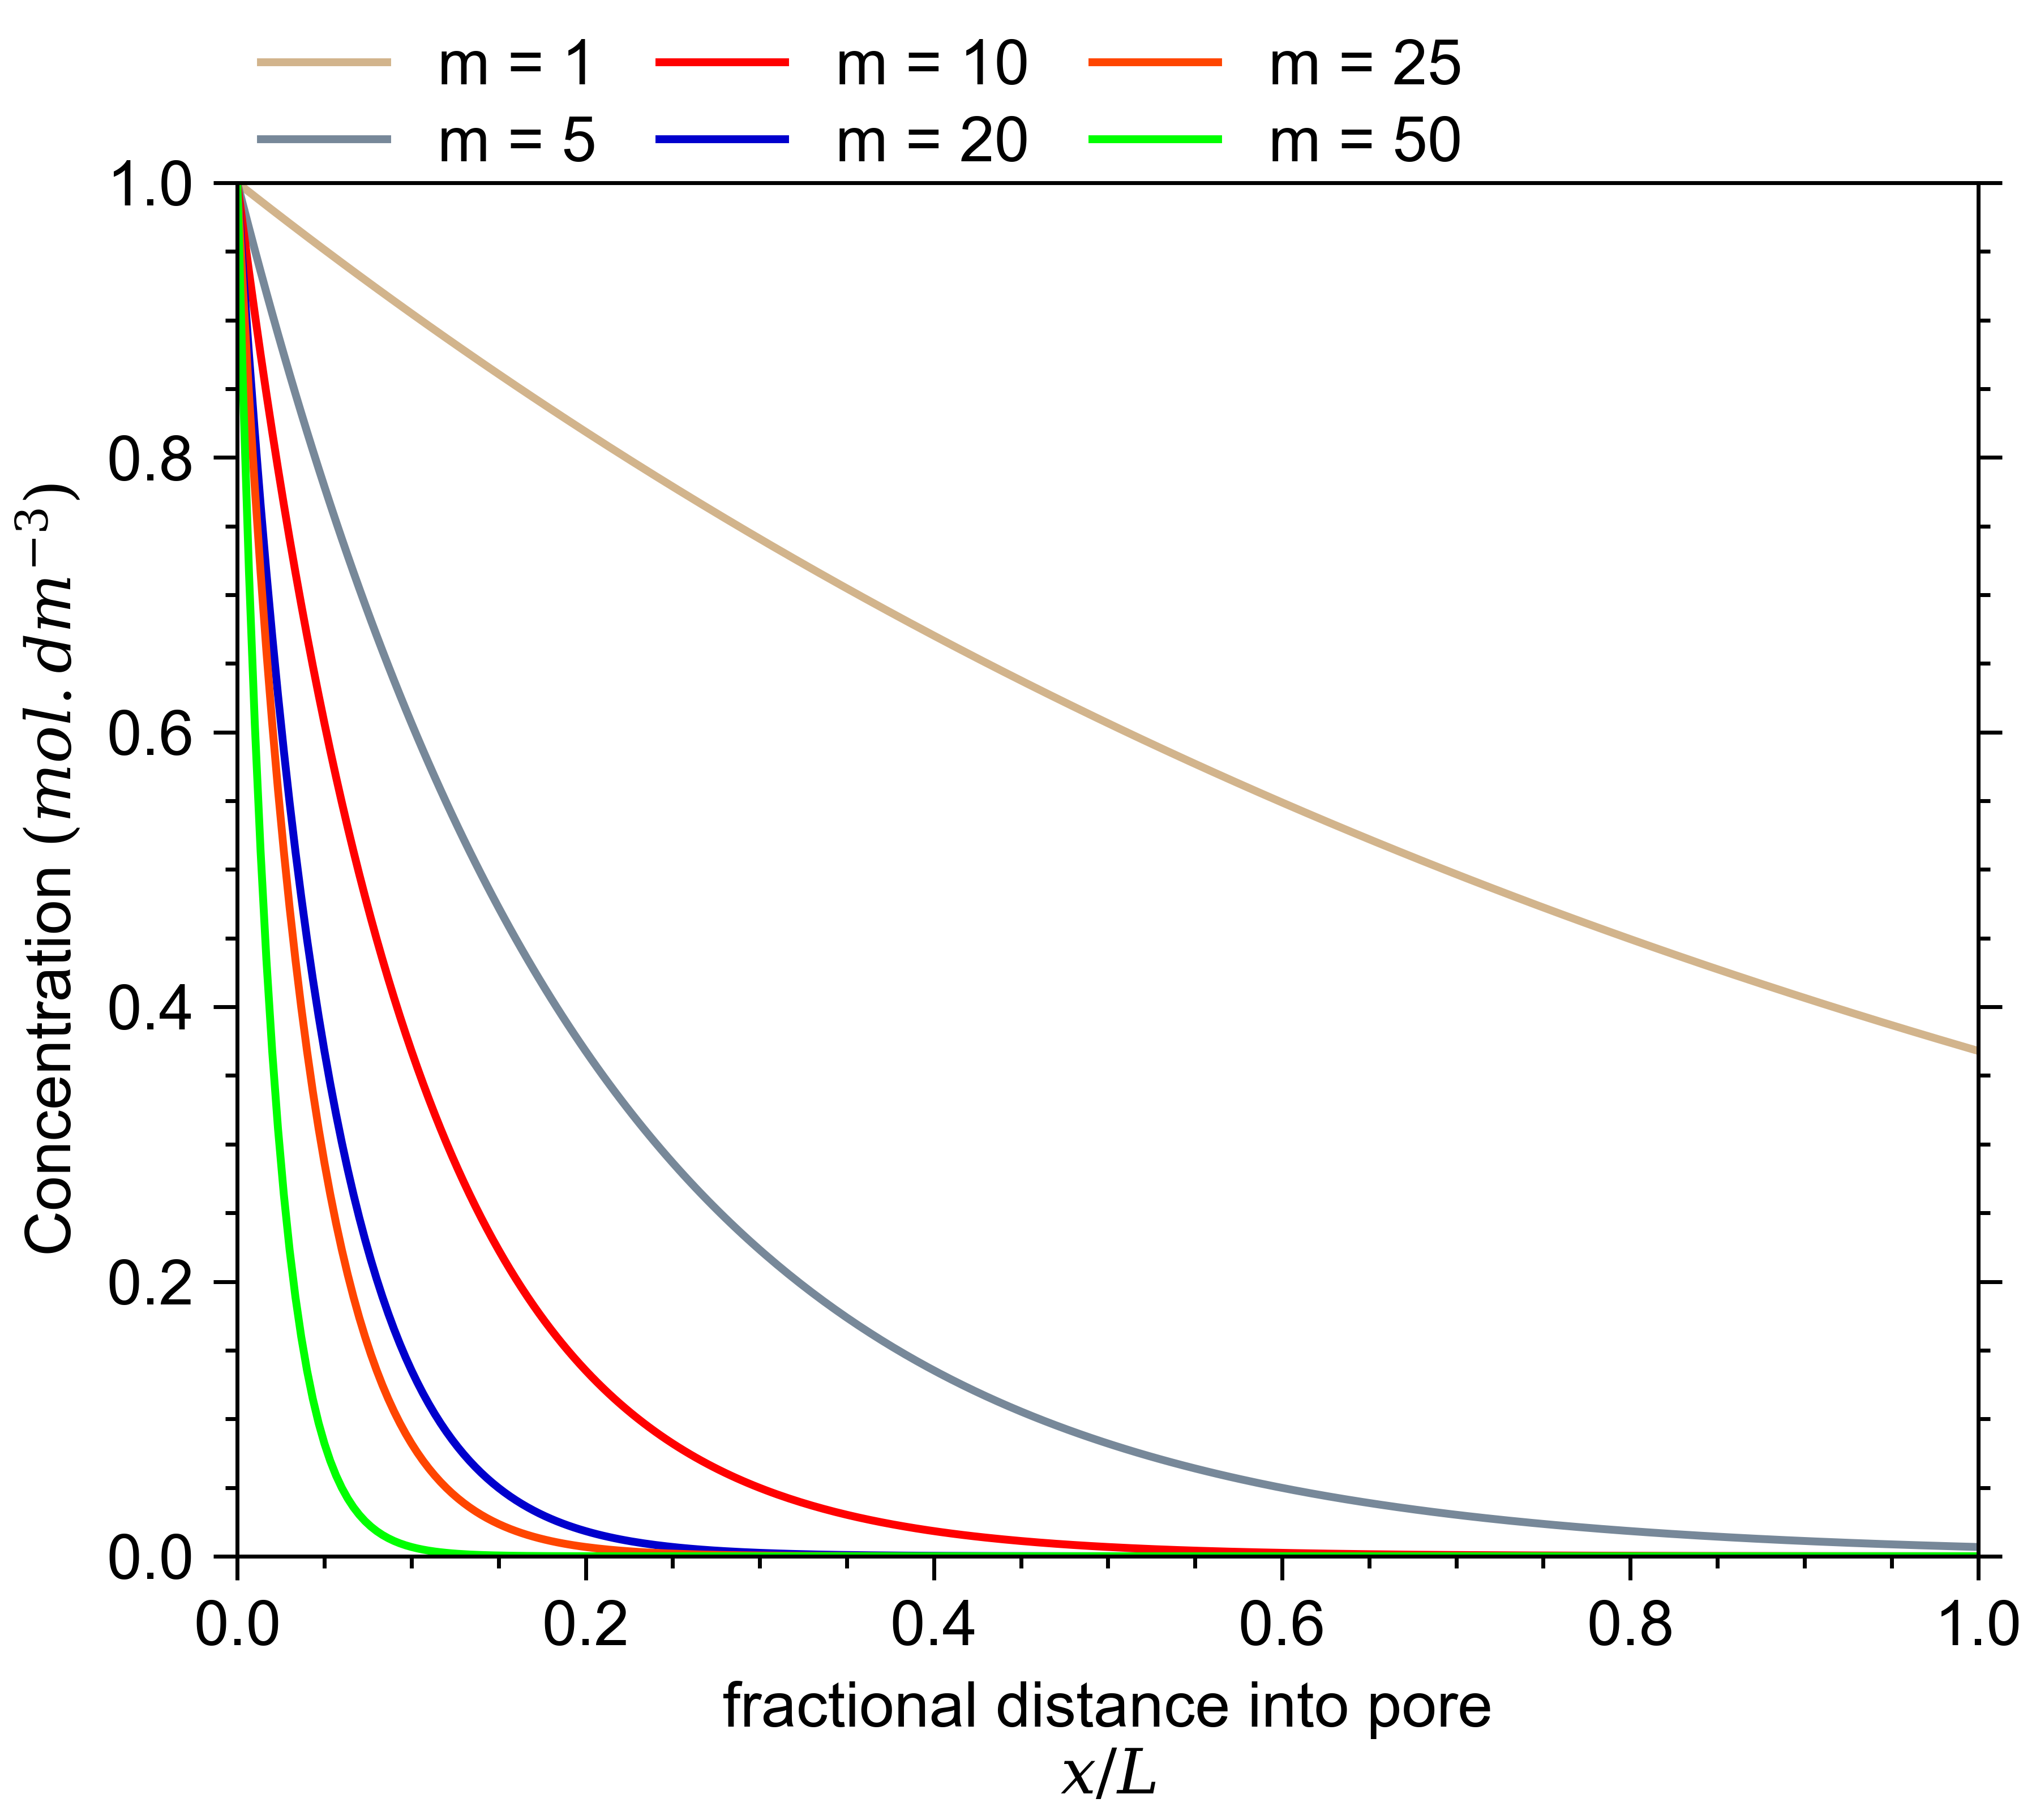 m = 1 m = 10 m = 25
m = 5 m = 20 m = 50
1.0
0.8
0.6
0.4
0.2
0.0
Concentration (mol.dm⁻³)
0.0 0.2 0.4 0.6 0.8 1.0
fractional distance into pore
x/L